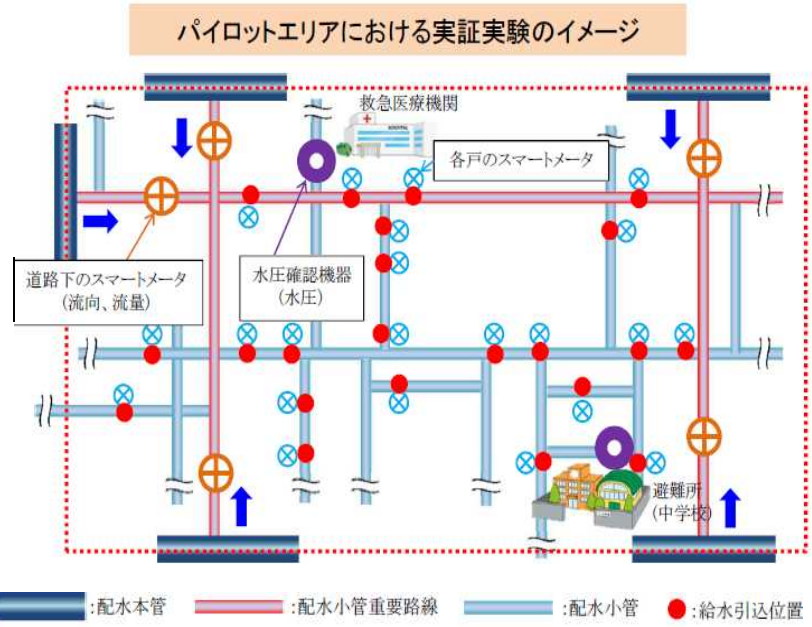 パイロットエリアにおける実証実験のイメージ
救急医療機関
HOSPITAL
各戸のスマートメータ
道路下のスマートメータ
(流向、流量)
水圧確認機器
(水圧)
避難所
(中学校)
:配水本管
:配水小管重要路線
:配水小管
:給水引込位置